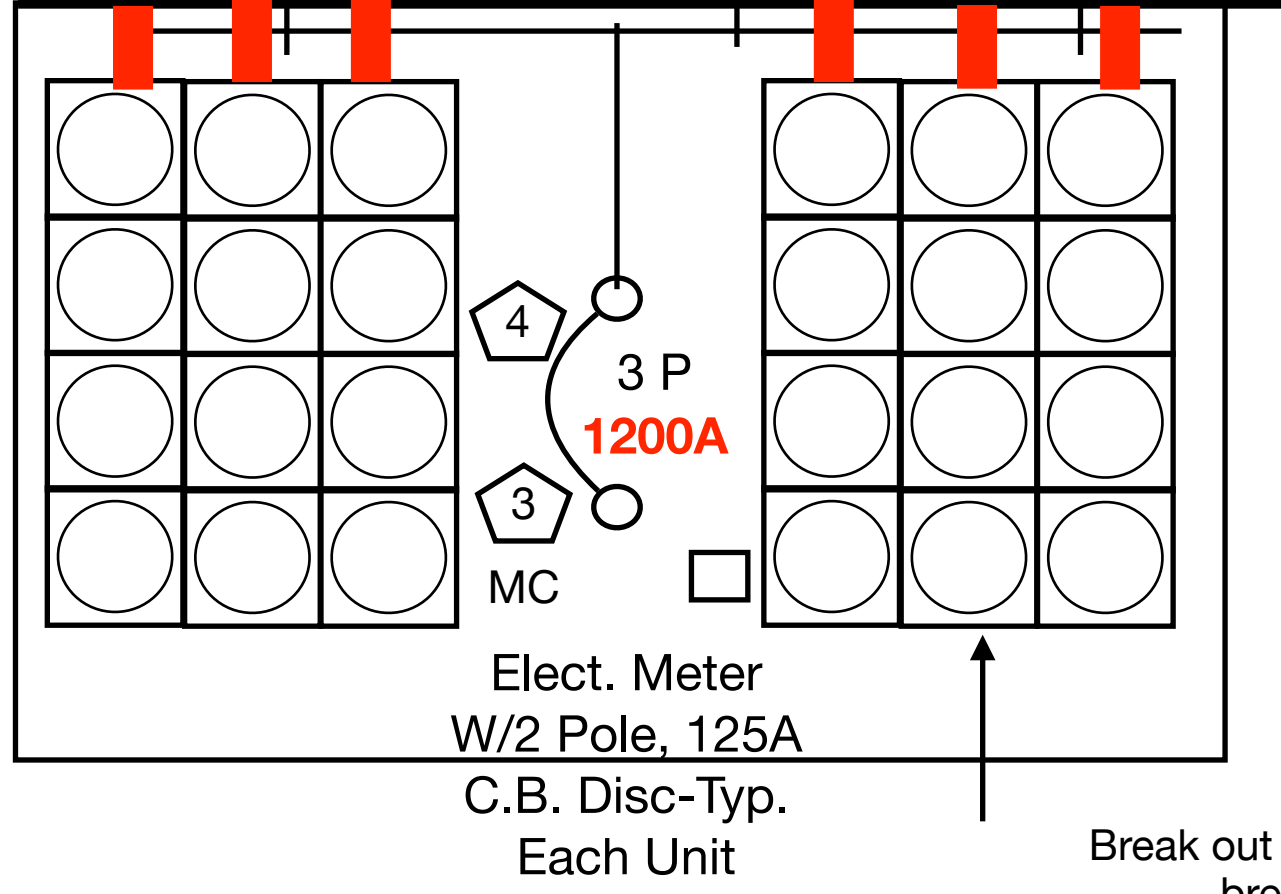 4
3 P
1200A
3
MC
Elect. Meter
W/2 Pole, 125A
C.B. Disc-Typ.
Each Unit
Break out